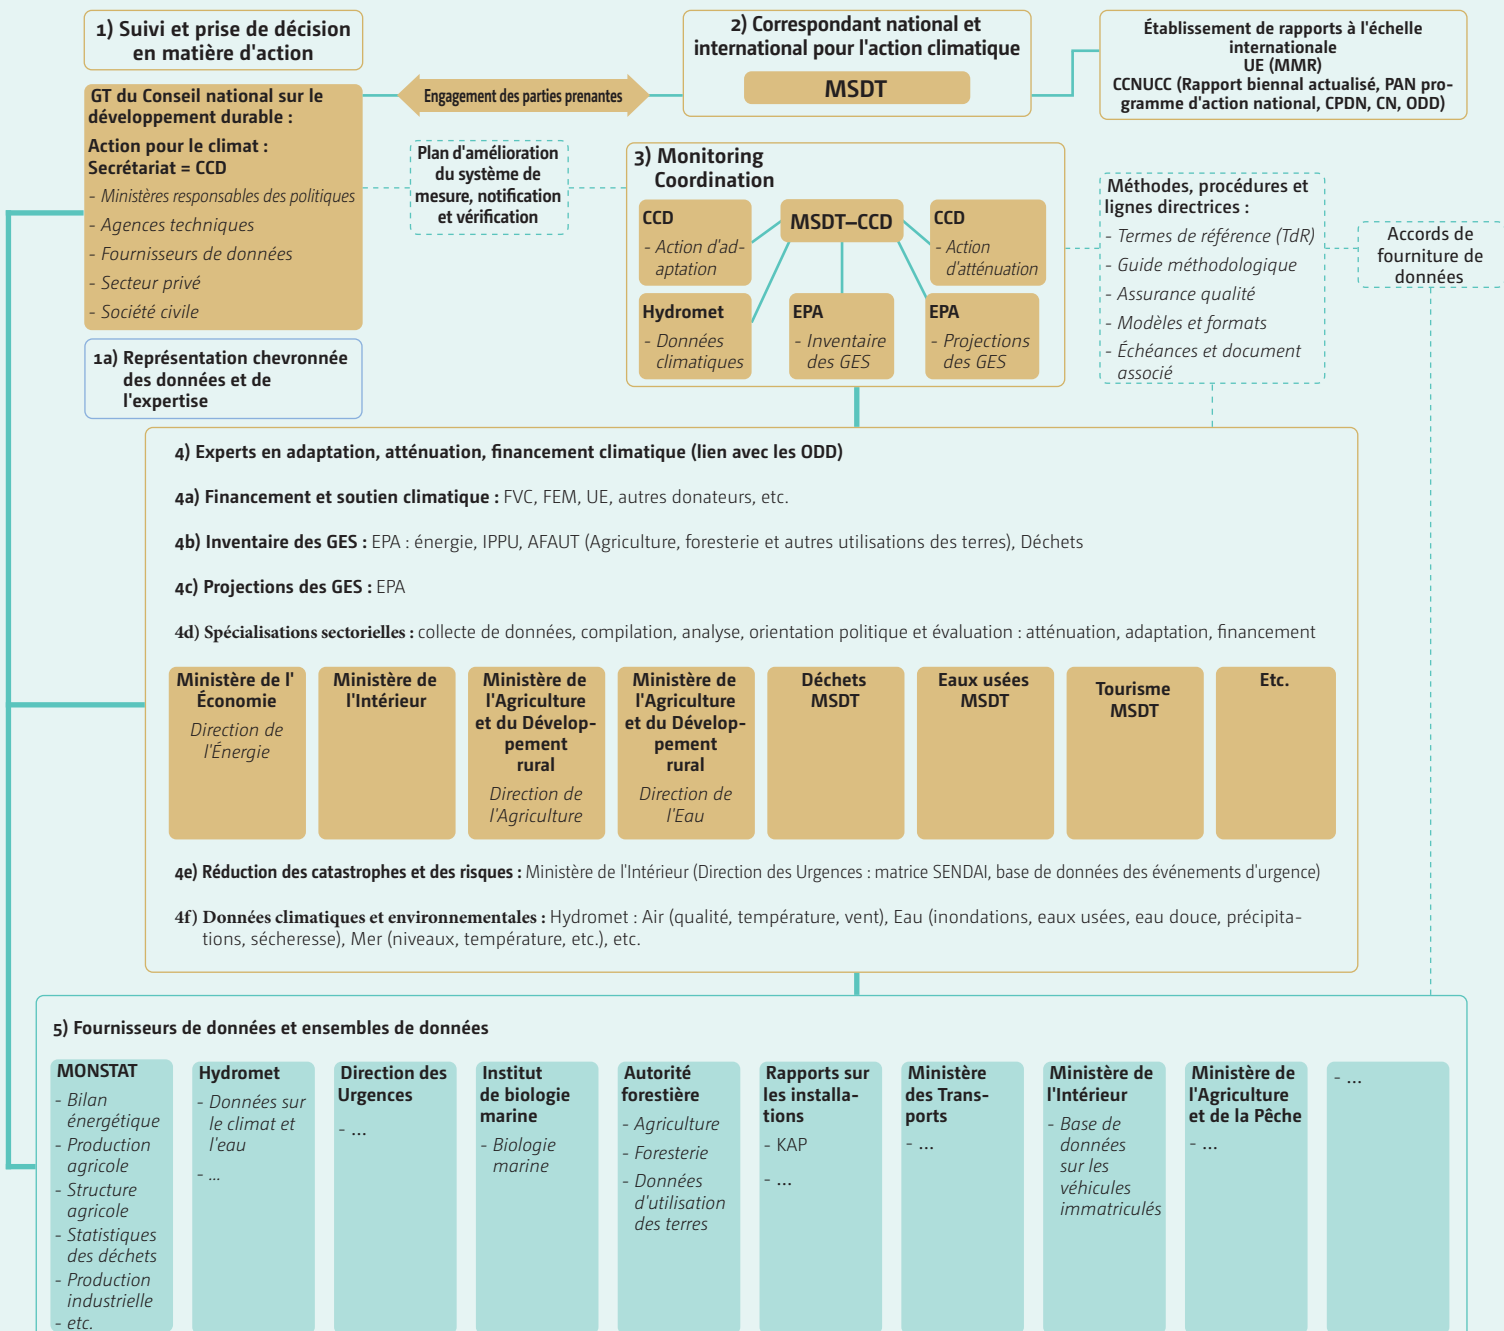 1) Suivi et prise de décision
en matière d'action
GT du Conseil national sur le
développement durable :
Action pour le climat :
Secrétariat = CCD
- Ministères responsables des politiques
- Agences techniques
- Fournisseurs de données
- Secteur privé
- Société civile
1a) Représentation chevronnée
des données et de
l'expertise
Engagement des parties prenantes
2) Correspondant national et
international pour l'action climatique
MSDT
Établissement de rapports à l'échelle
internationale
UE (MMR)
CCNUCC (Rapport biennal actualisé, PAN pro-
gramme d'action national, CPDN, CN, ODD)
Plan d'amélioration
du système de
mesure, notification
et vérification
3) Monitoring
Coordination
CCD
- Action d'ad-
aptation
MSDT–CCD
CCD
- Action
d'atténuation
Hydromet
- Données
climatiques
EPA
- Inventaire
des GES
EPA
- Projections
des GES
Méthodes, procédures et
lignes directrices :
- Termes de référence (TdR)
- Guide méthodologique
- Assurance qualité
- Modèles et formats
- Échéances et document
associé
Accords de
fourniture de
données
4) Experts en adaptation, atténuation, financement climatique (lien avec les ODD)
4a) Financement et soutien climatique : FVC, FEM, UE, autres donateurs, etc.
4b) Inventaire des GES : EPA : énergie, IPPU, AFAUT (Agriculture, foresterie et autres utilisations des terres), Déchets
4c) Projections des GES : EPA
4d) Spécialisations sectorielles : collecte de données, compilation, analyse, orientation politique et évaluation : atténuation, adaptation, financement
Ministère de l'
Économie
Direction de
l'Énergie
Ministère de
l'Intérieur
Ministère de
l'Agriculture
et du Dévelop-
pement
rural
Direction de
l'Agriculture
Ministère de
l'Agriculture
et du Dévelop-
pement
rural
Direction de
l'Eau
Déchets
MSDT
Eaux usées
MSDT
Tourisme
MSDT
Etc.
4e) Réduction des catastrophes et des risques : Ministère de l'Intérieur (Direction des Urgences : matrice SENDAI, base de données des événements d'urgence)
4f) Données climatiques et environnementales : Hydromet : Air (qualité, température, vent), Eau (inondations, eaux usées, eau douce, précipita-
tions, sécheresse), Mer (niveaux, température, etc.), etc.
5) Fournisseurs de données et ensembles de données
MONSTAT
- Bilan
énergétique
- Production
agricole
- Structure
agricole
- Statistiques
des déchets
- Production
industrielle
- etc.
Hydromet
- Données sur
le climat et
l'eau
- ...
Direction des
Urgences
- ...
Institut
de biologie
marine
- Biologie
marine
Autorité
forestière
- Agriculture
- Foresterie
- Données
d'utilisation
des terres
Rapports sur
les installa-
tions
- KAP
- ...
Ministère
des Trans-
ports
- ...
Ministère de
l'Intérieur
- Base de
données
sur les
véhicules
immatriculés
Ministère de
l'Agriculture
et de la Pêche
- ...
- ...